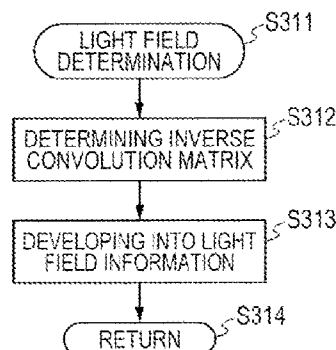 S311
LIGHT FIELD
DETERMINATION
S312
DETERMINING INVERSE
CONVOLUTION MATRIX
S313
DEVELOPING INTO LIGHT
FIELD INFORMATION
S314
RETURN